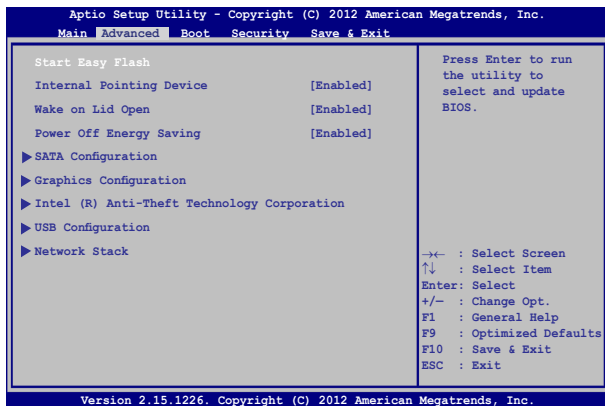 Aptio Setup Utility - Copyright (C) 2012 American Megatrends, Inc.
Main Advanced Boot Security Save & Exit
Start Easy Flash
Internal Pointing Device [Enabled]
Wake on Lid Open [Enabled]
Power Off Energy Saving [Enabled]
SATA Configuration
Graphics Configuration
Intel (R) Anti-Theft Technology Corporation
USB Configuration
Network Stack
Press Enter to run
the utility to
select and update
BIOS.
→← : Select Screen
↑↓ : Select Item
Enter: Select
+/— : Change Opt.
F1 : General Help
F9 : Optimized Defaults
F10 : Save & Exit
ESC : Exit
Version 2.15.1226. Copyright (C) 2012 American Megatrends, Inc.